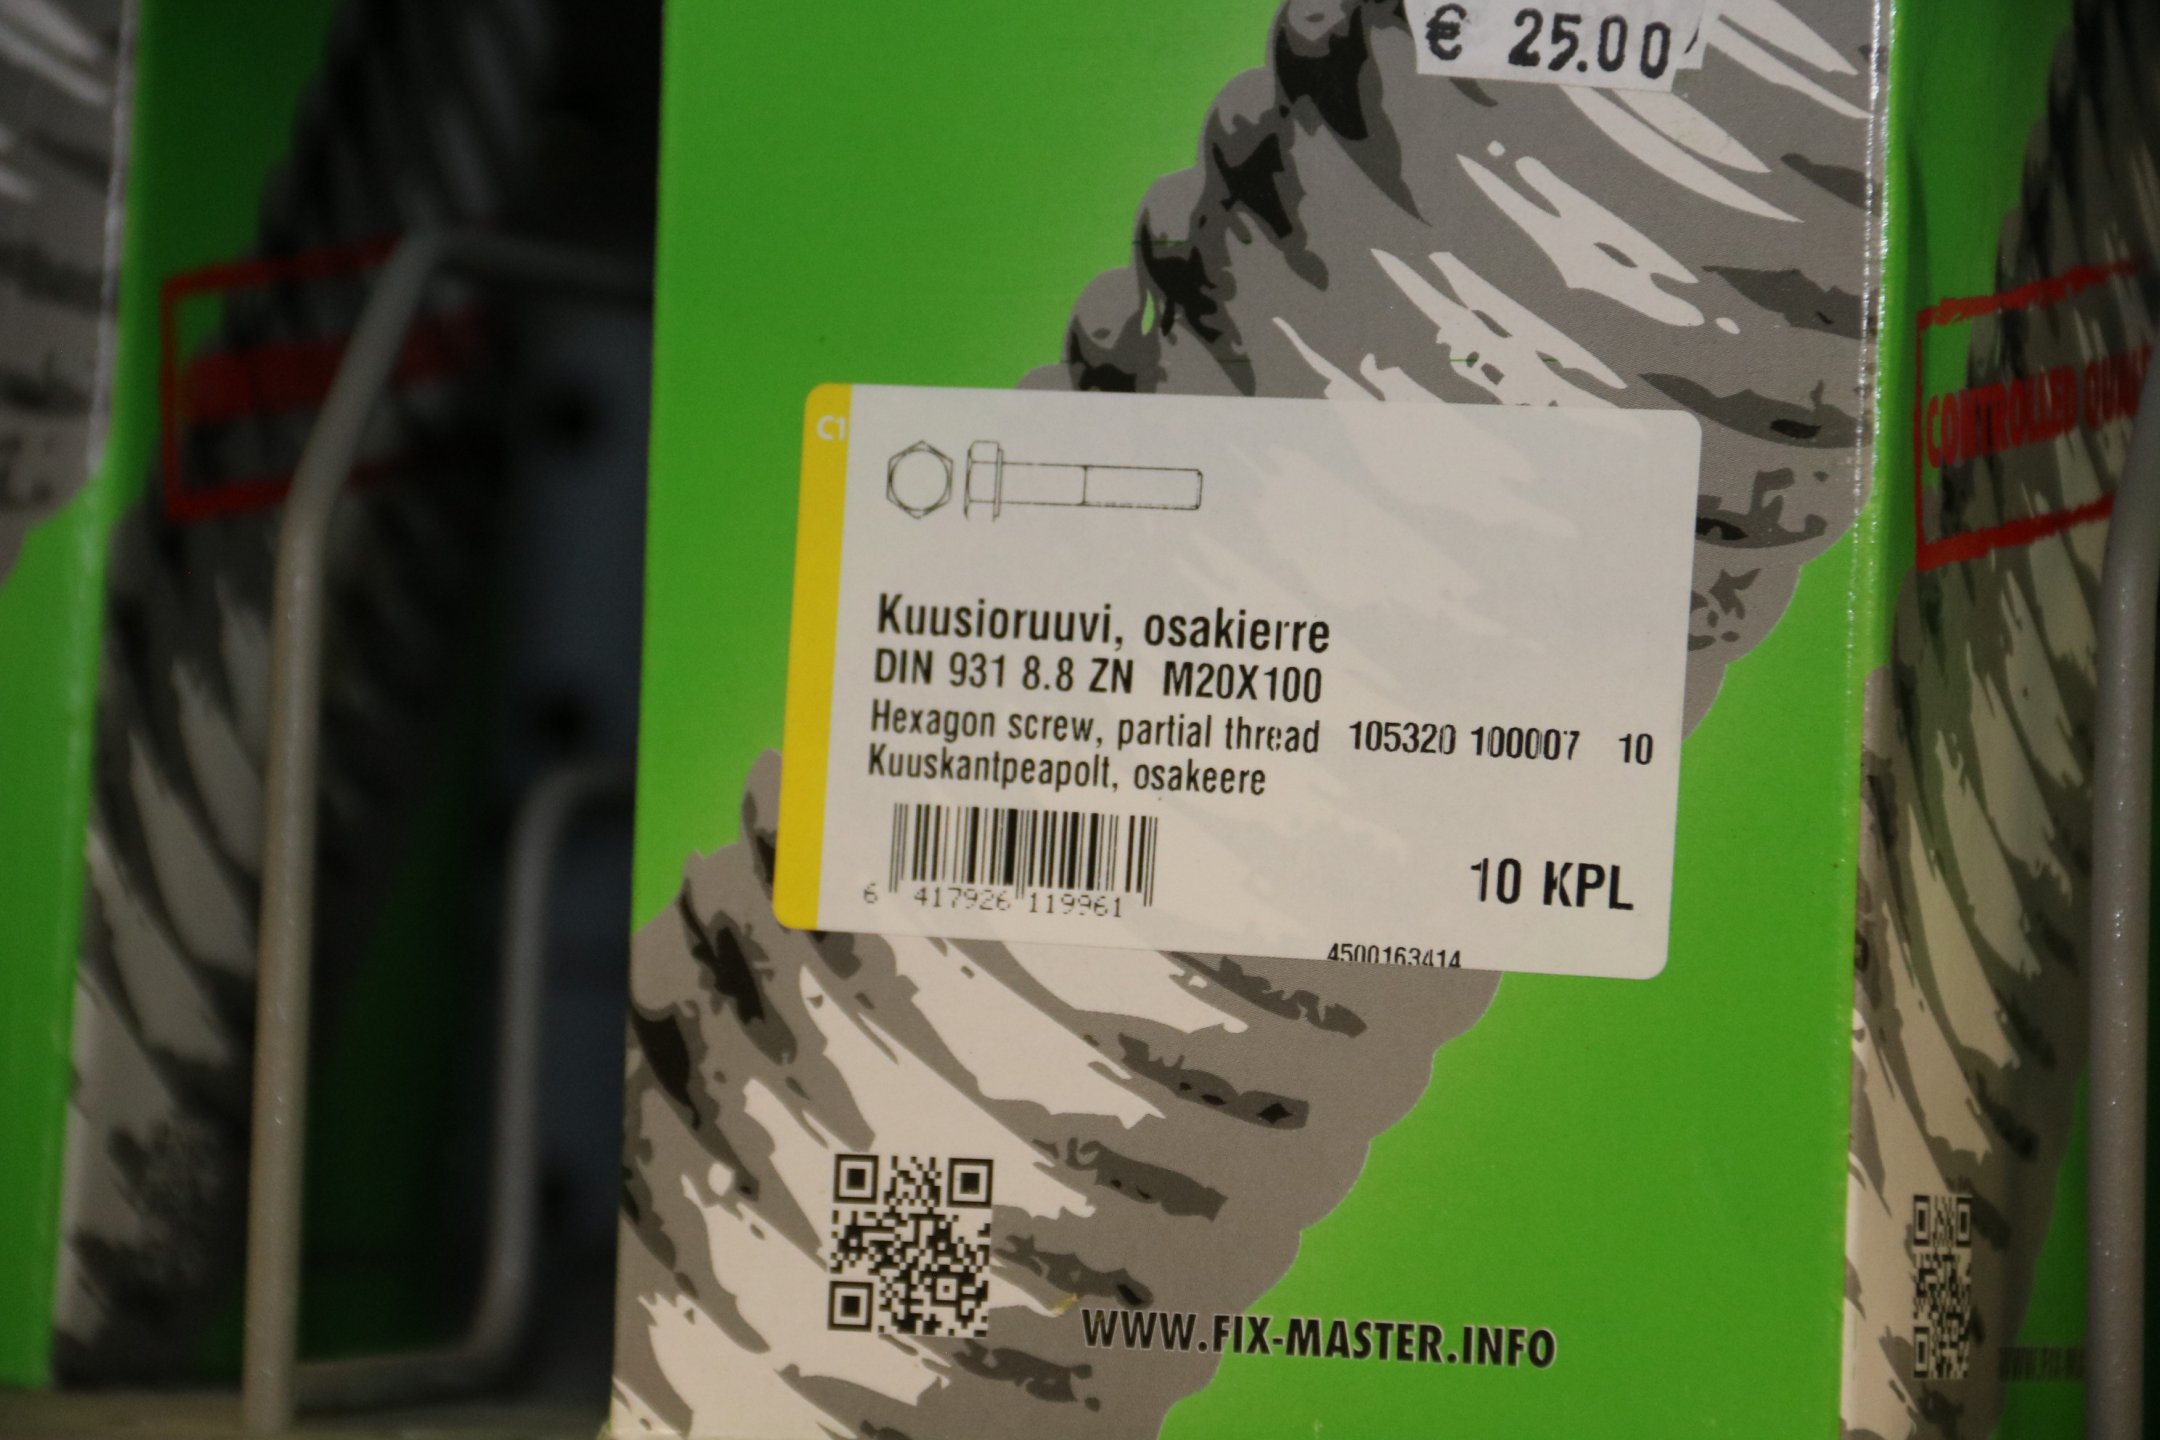 € 25.00
C1
Kuusioruuvi, osakierre
DIN 931 8.8 ZN M20X100
Hexagon screw, partial thread 105320 100007 10
Kuuskantpeapolt, osakeere
6 417926 119961
10 KPL
4500163414
WWW.FIX-MASTER.INFO
CONTROLLED